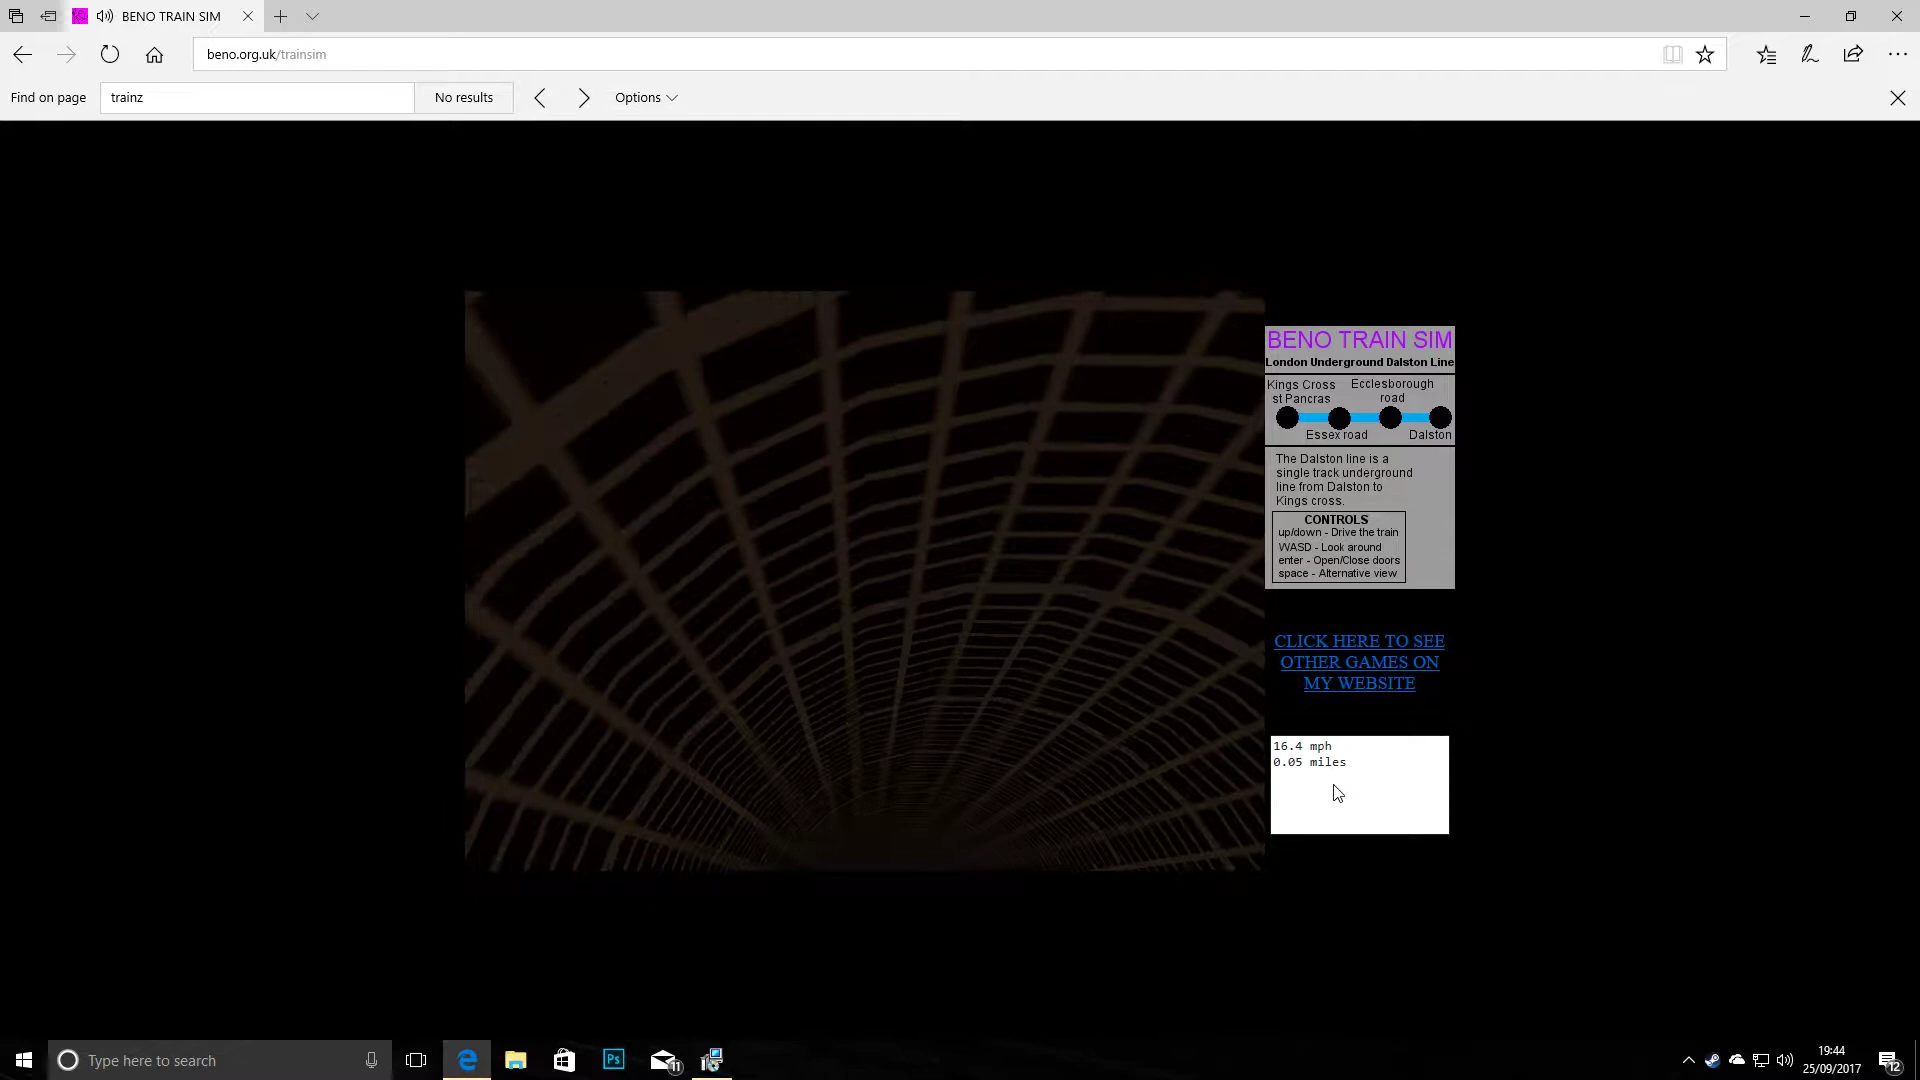 BENO TRAIN SIM
beno.org.uk/trainsim
Find on page
trainz
No results
Options
BENO TRAIN SIM
London Underground Dalston Line
Kings Cross
st Pancras
Ecclesborough
road
Essex road
Dalston
The Dalston line is a
single track underground
line from Dalston to
Kings cross.
CONTROLS
up/down - Drive the train
WASD - Look around
enter - Open/Close doors
space - Alternative view
CLICK HERE TO SEE
OTHER GAMES ON
MY WEBSITE
16.4 mph
0.05 miles
Type here to search
Ps
11
19:44
25/09/2017
12